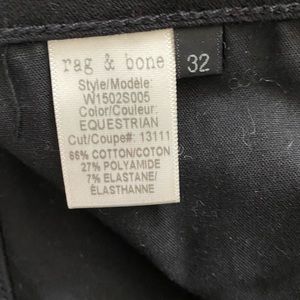 rag & bone
32
Style/Modèle:
W1502S005
Color/Couleur:
EQUESTRIAN
Cut/Coupe#: 13111
66% COTTON/COTON
27% POLYAMIDE
7% ELASTANE/
ÉLASTHANNE